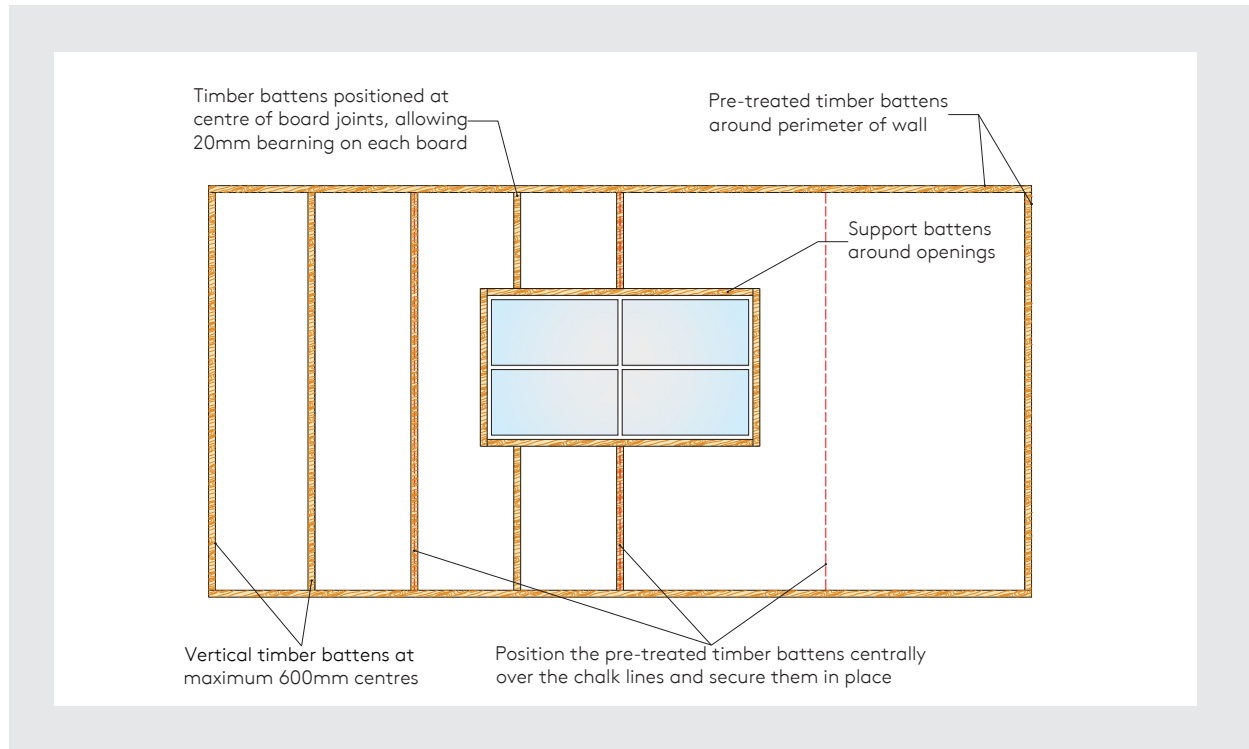 Timber battens positioned at
centre of board joints, allowing
20mm bearning on each board
Pre-treated timber battens
around perimeter of wall
Support battens
around openings
Vertical timber battens at
maximum 600mm centres
Position the pre-treated timber battens centrally
over the chalk lines and secure them in place